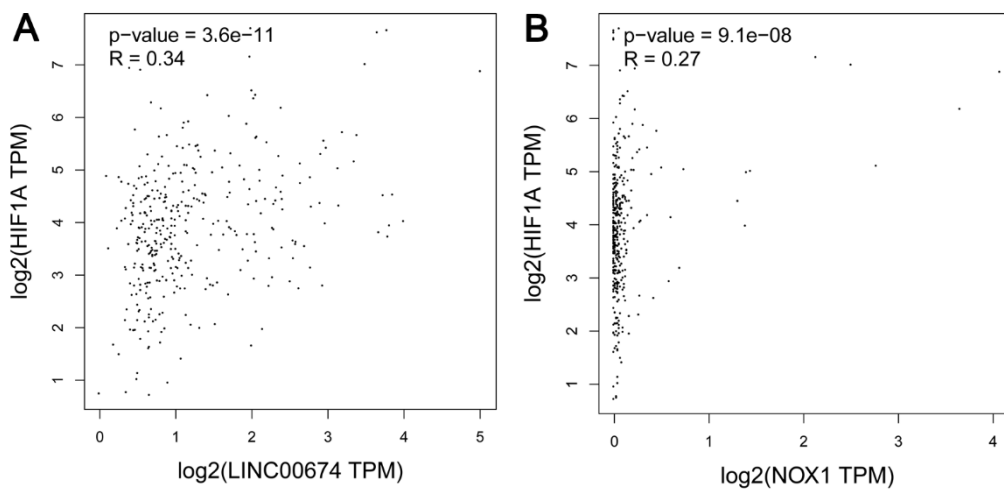 A
p-value = 3.6e−11
R = 0.34
log2(HIF1A TPM)
7
6
5
4
3
2
1
0
1
2
3
4
5
log2(LINC00674 TPM)
B
p-value = 9.1e−08
R = 0.27
log2(HIF1A TPM)
7
6
5
4
3
2
1
0
1
2
3
4
log2(NOX1 TPM)